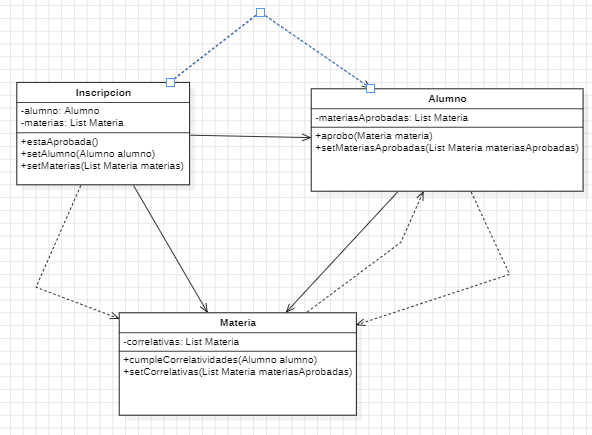 Inscripcion
-alumno: Alumno
-materias: List Materia
+estaAprobada()
+setAlumno(Alumno alumno)
+setMaterias(List Materia materias)
Alumno
-materiasAprobadas: List Materia
+aprobo(Materia materia)
+setMateriasAprobadas(List Materia materiasAprobadas)
Materia
-correlativas: List Materia
+cumpleCorrelatividades(Alumno alumno)
+setCorrelativas(List Materia materiasAprobadas)